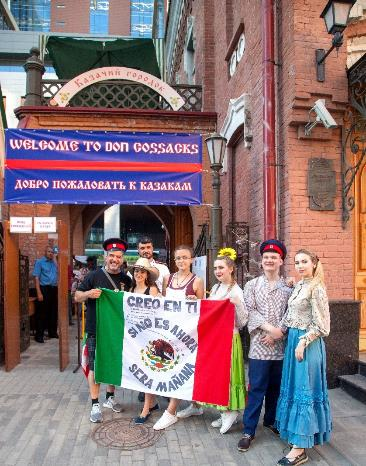 Казачий городок
WELCOME TO DON COSSACKS
ДОБРО ПОЖАЛОВАТЬ К КАЗАКАМ
CREO EN TI
SI NO ES AHORA
SERA MAÑANA